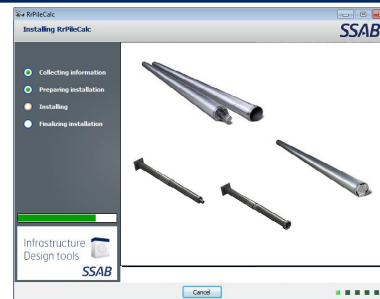 RrPileCalc
Installing RrPileCalc
SSAB
Collecting information
Preparing installation
Installing
Finalizing installation
Infrastructure
Design tools
SSAB
Cancel